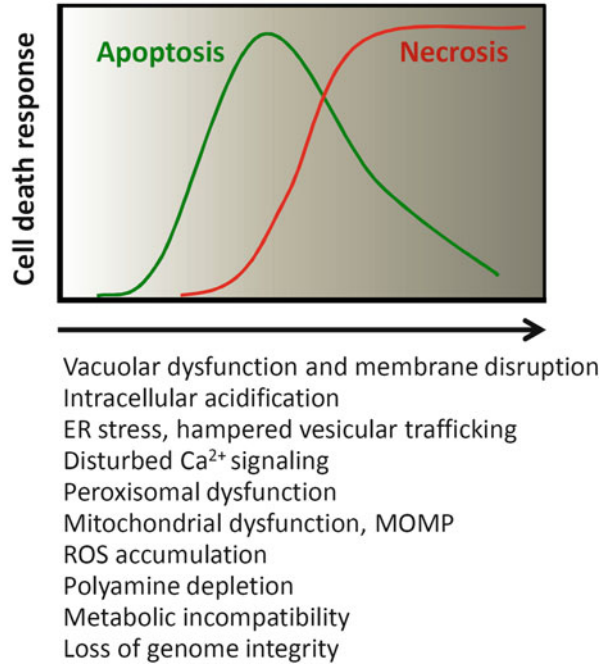 Apoptosis
Necrosis
Cell death response
Vacuolar dysfunction and membrane disruption
Intracellular acidification
ER stress, hampered vesicular trafficking
Disturbed Ca²⁺ signaling
Peroxisomal dysfunction
Mitochondrial dysfunction, MOMP
ROS accumulation
Polyamine depletion
Metabolic incompatibility
Loss of genome integrity